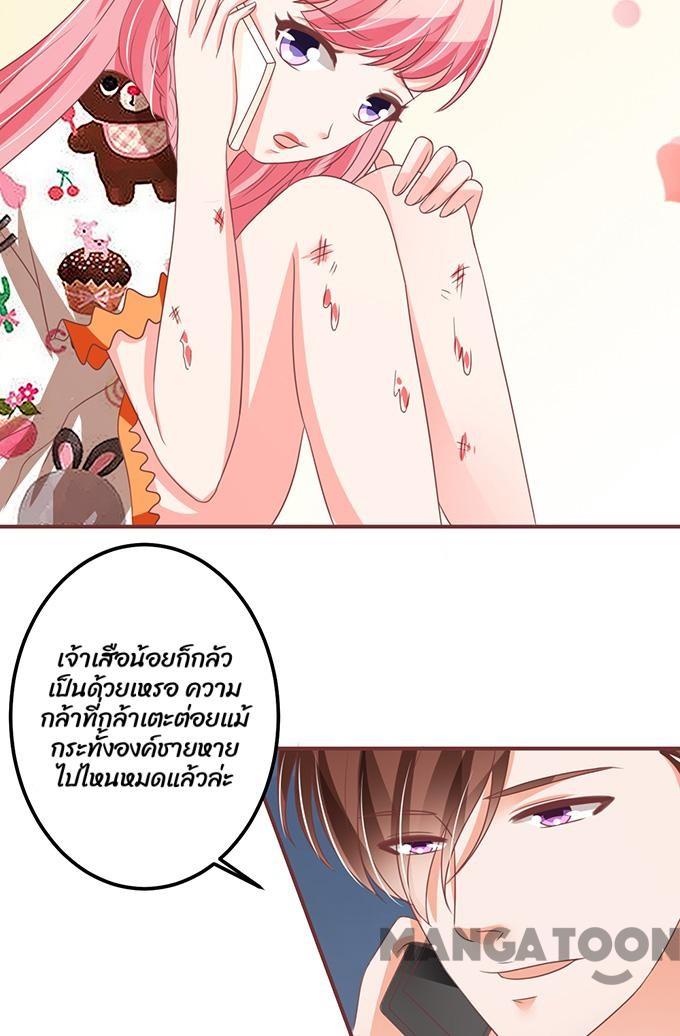 เจ้าเสือน้อยก็กลัว
เป็นด้วยเหรอ ความ
กล้าที่กล้าเตะต่อยแม้
กระทั้งองค์ชายหาย
ไปไหนหมดแล้วล่ะ
MANGATOON